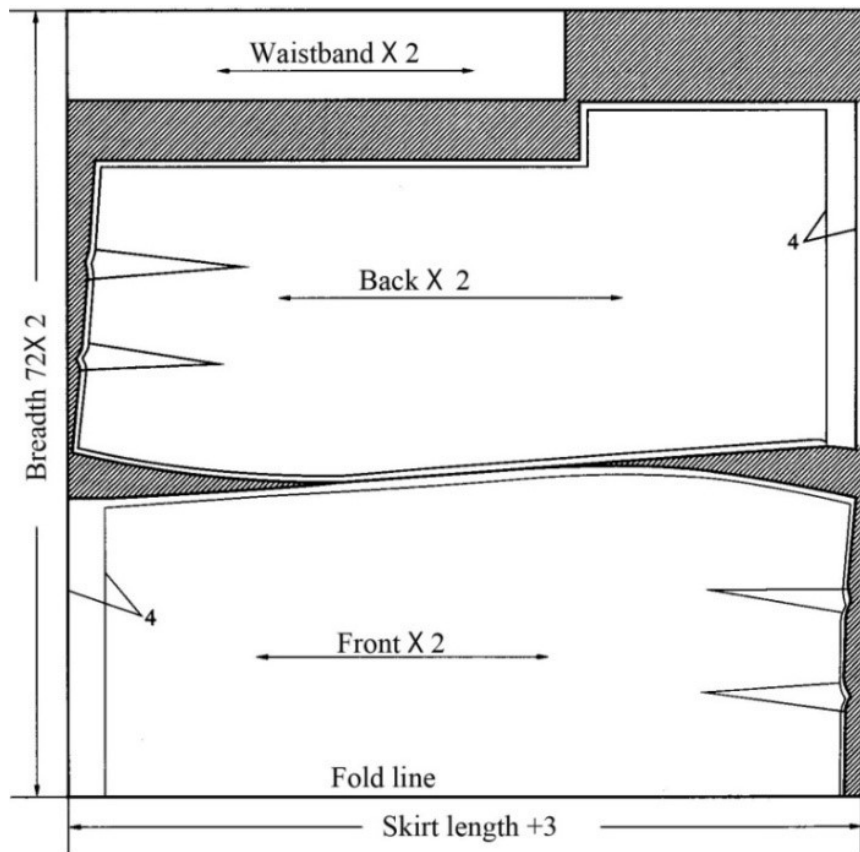 Waistband X 2
4
Back X 2
Breadth 72X 2
4
Front X 2
Fold line
Skirt length +3